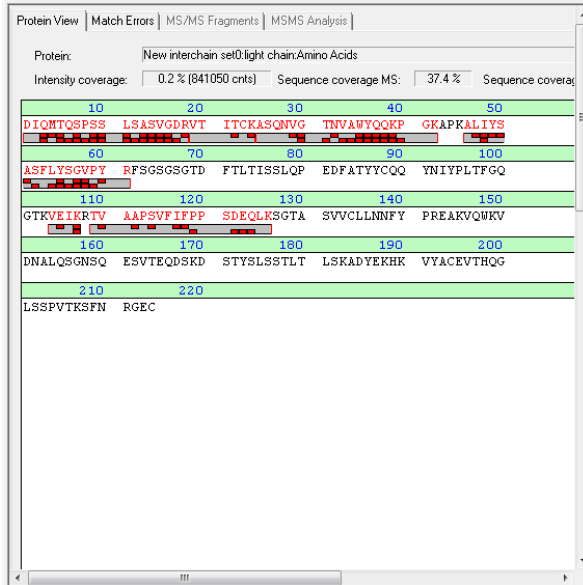 Protein View Match Errors MS/MS Fragments MSMS Analysis
Protein: New interchain set0:light chain:Amino Acids
Intensity coverage: 0.2 % (841050 cnts) Sequence coverage MS: 37.4 % Sequence coverag
10 20 30 40 50
DIQMTQSPSS LSASVGDRVT ITCKASQNVG TNVAWYQQKP GKAPKALIYS
60 70 80 90 100
ASFLYSGVPY RFSGSGSGTD FTLTISSLQP EDFATYYCQQ YNIYPLTFGQ
110 120 130 140 150
GTKVEIKRTV AAPSVFIFPP SDEQLKSGTA SVVCLLNNFY PREAKVQWKV
160 170 180 190 200
DNALQSGNSQ ESVTEQDSKD STYSLSSTLT LSKADYEKHK VYACEVTHQG
210 220
LSSPVTKSFN RGEC